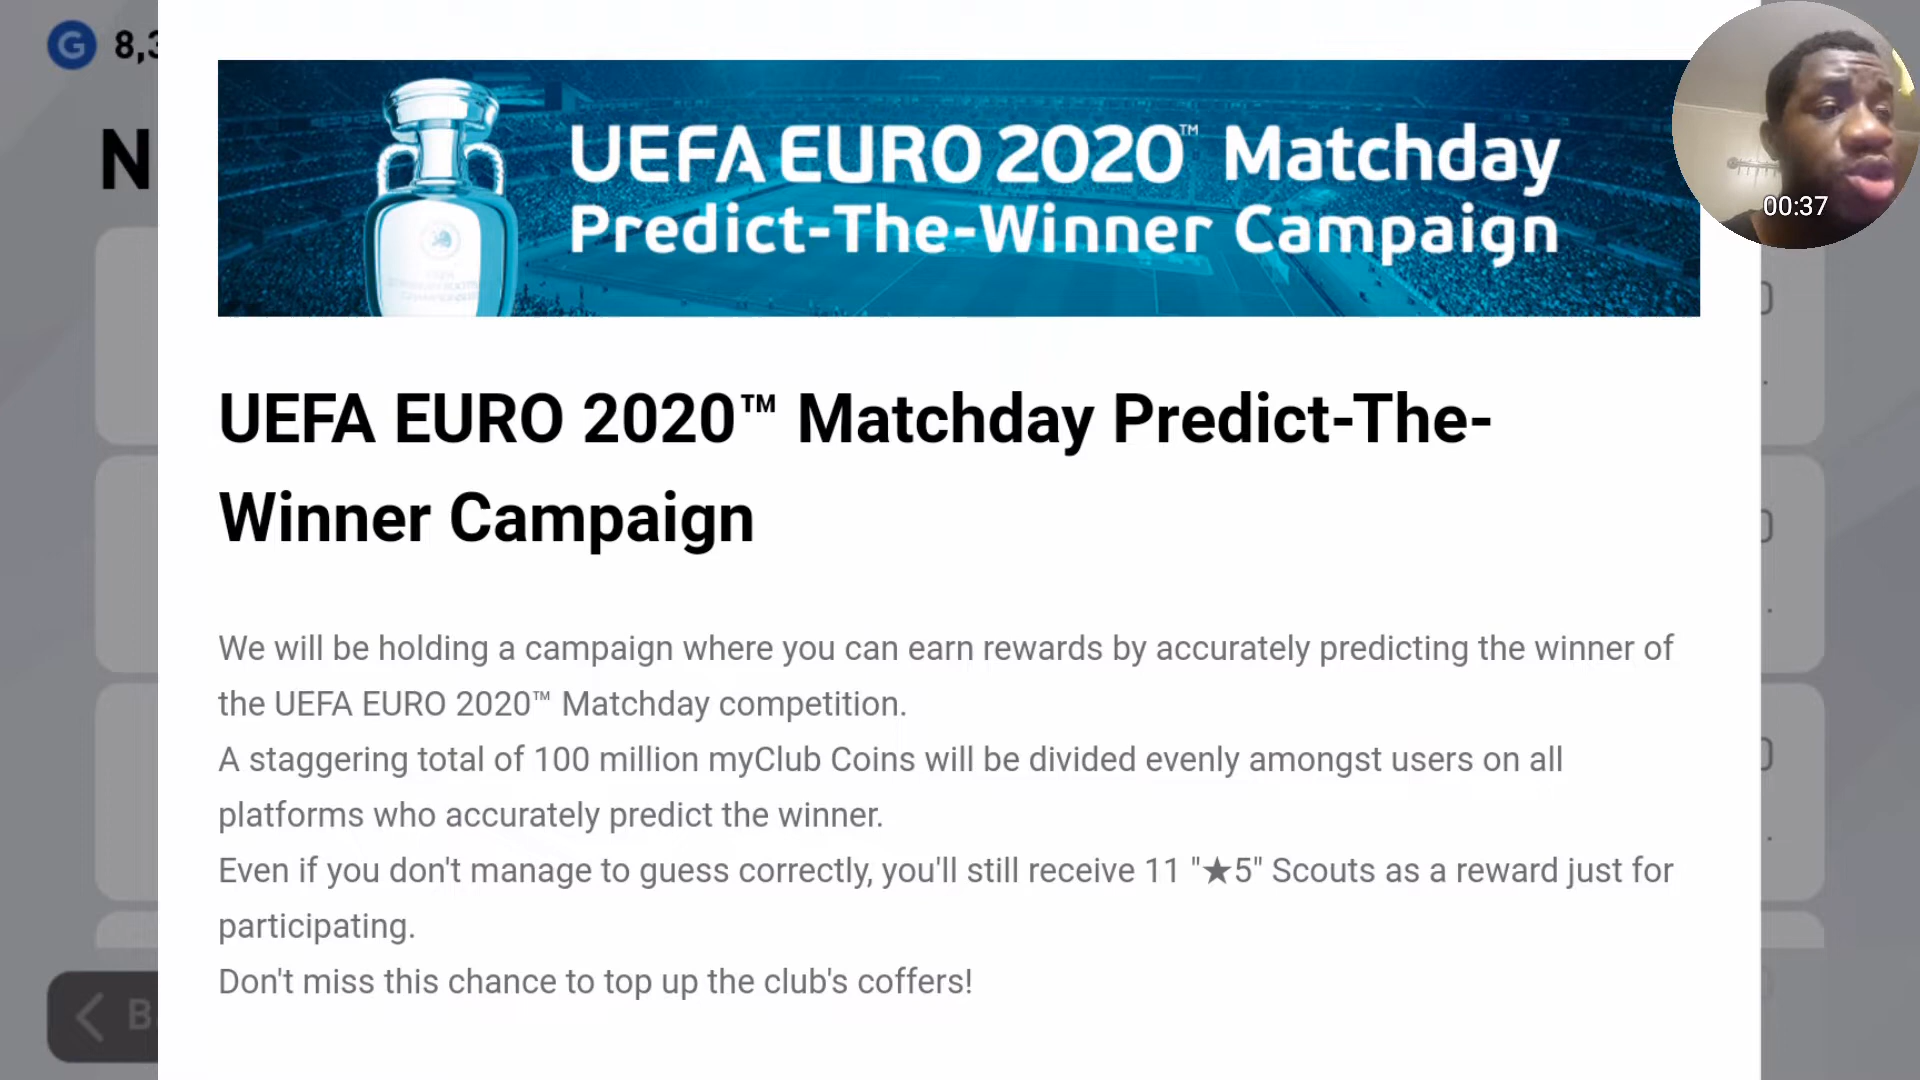 G 8,3
N
UEFA EURO 2020™ Matchday
Predict-The-Winner Campaign
00:37
UEFA EURO 2020™ Matchday Predict-The-
Winner Campaign
We will be holding a campaign where you can earn rewards by accurately predicting the winner of
the UEFA EURO 2020™ Matchday competition.
A staggering total of 100 million myClub Coins will be divided evenly amongst users on all
platforms who accurately predict the winner.
Even if you don't manage to guess correctly, you'll still receive 11 "★5" Scouts as a reward just for
participating.
Don't miss this chance to top up the club's coffers!
B